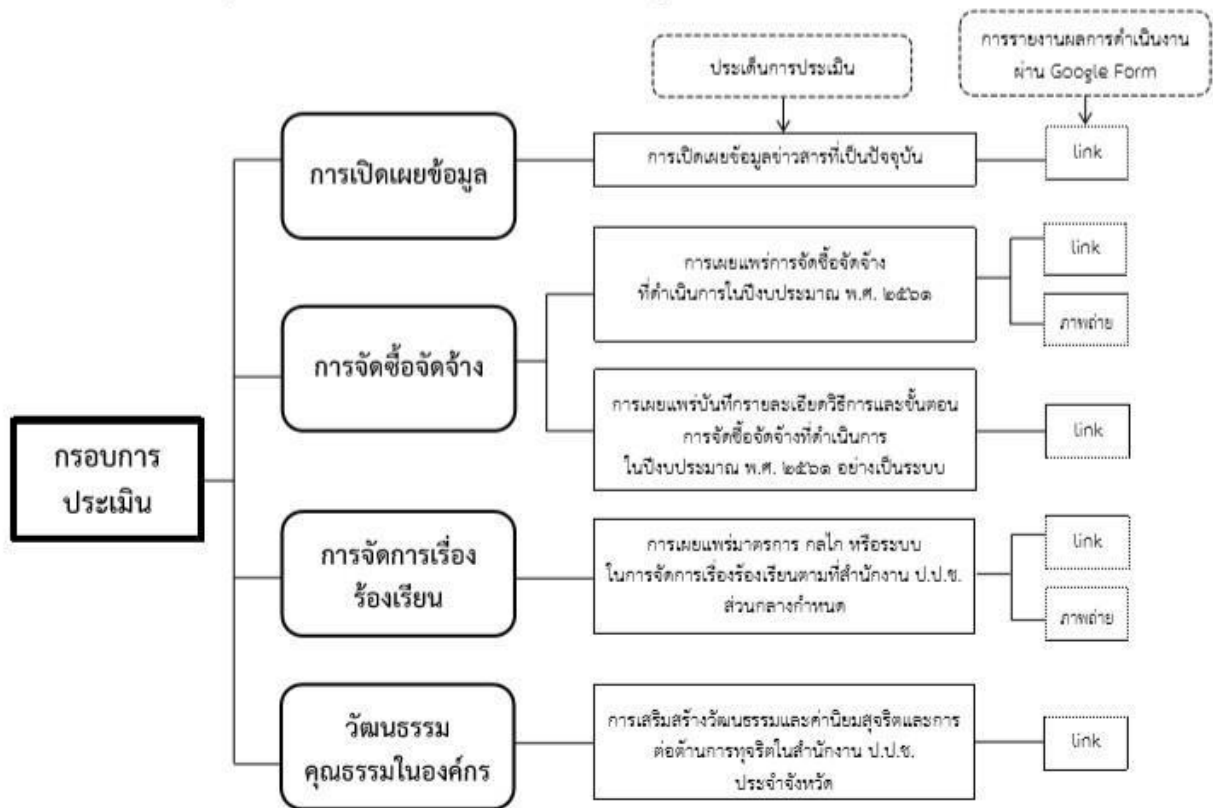 ประเด็นการประเมิน
การรายงานผลการดำเนินงาน
ผ่าน Google Form
การเปิดเผยข้อมูล
การเปิดเผยข้อมูลข่าวสารที่เป็นปัจจุบัน
link
การจัดซื้อจัดจ้าง
การเผยแพร่การจัดซื้อจัดจ้าง
ที่ดำเนินการในปีงบประมาณ พ.ศ. ๒๕๖๑
link
ภาพถ่าย
การเผยแพร่บันทึกรายละเอียดวิธีการและขั้นตอน
การจัดซื้อจัดจ้างที่ดำเนินการ
ในปีงบประมาณ พ.ศ. ๒๕๖๑ อย่างเป็นระบบ
link
กรอบการ
ประเมิน
การจัดการเรื่อง
ร้องเรียน
การเผยแพร่มาตรการ กลไก หรือระบบ
ในการจัดการเรื่องร้องเรียนตามที่สำนักงาน ป.ป.ช.
ส่วนกลางกำหนด
link
ภาพถ่าย
วัฒนธรรม
คุณธรรมในองค์กร
การเสริมสร้างวัฒนธรรมและค่านิยมสุจริตและการ
ต่อต้านการทุจริตในสำนักงาน ป.ป.ช.
ประจำจังหวัด
link